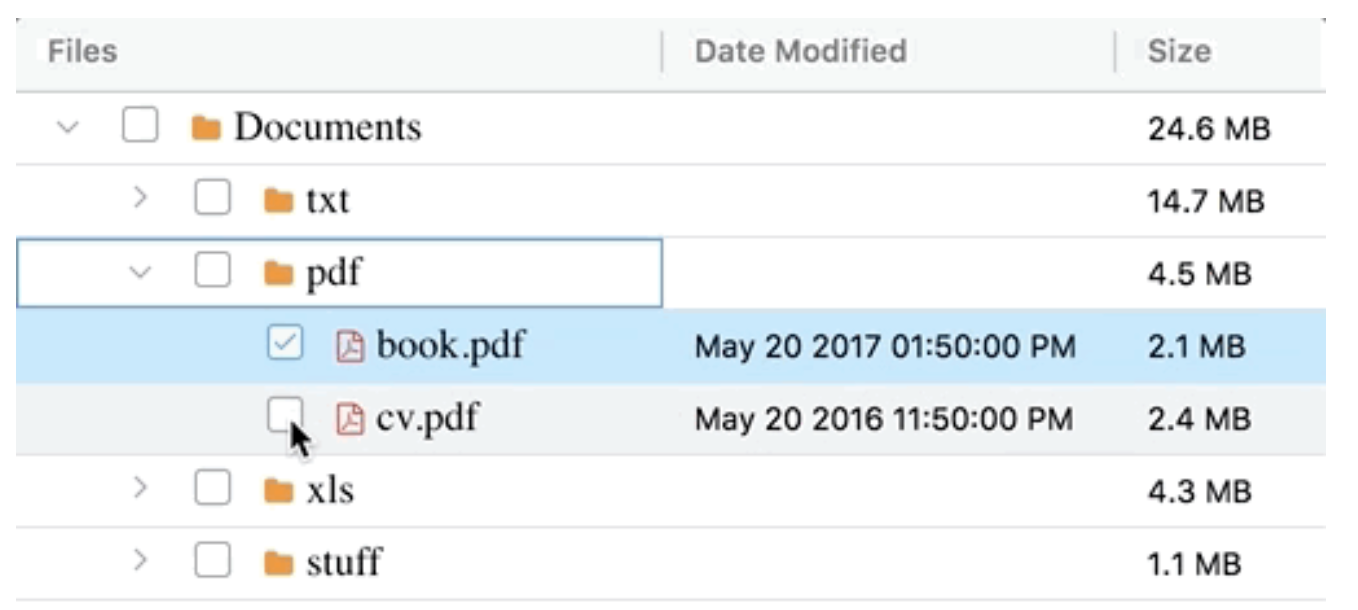 Files Date Modified Size
Documents 24.6 MB
txt 14.7 MB
pdf 4.5 MB
book.pdf May 20 2017 01:50:00 PM 2.1 MB
cv.pdf May 20 2016 11:50:00 PM 2.4 MB
xls 4.3 MB
stuff 1.1 MB